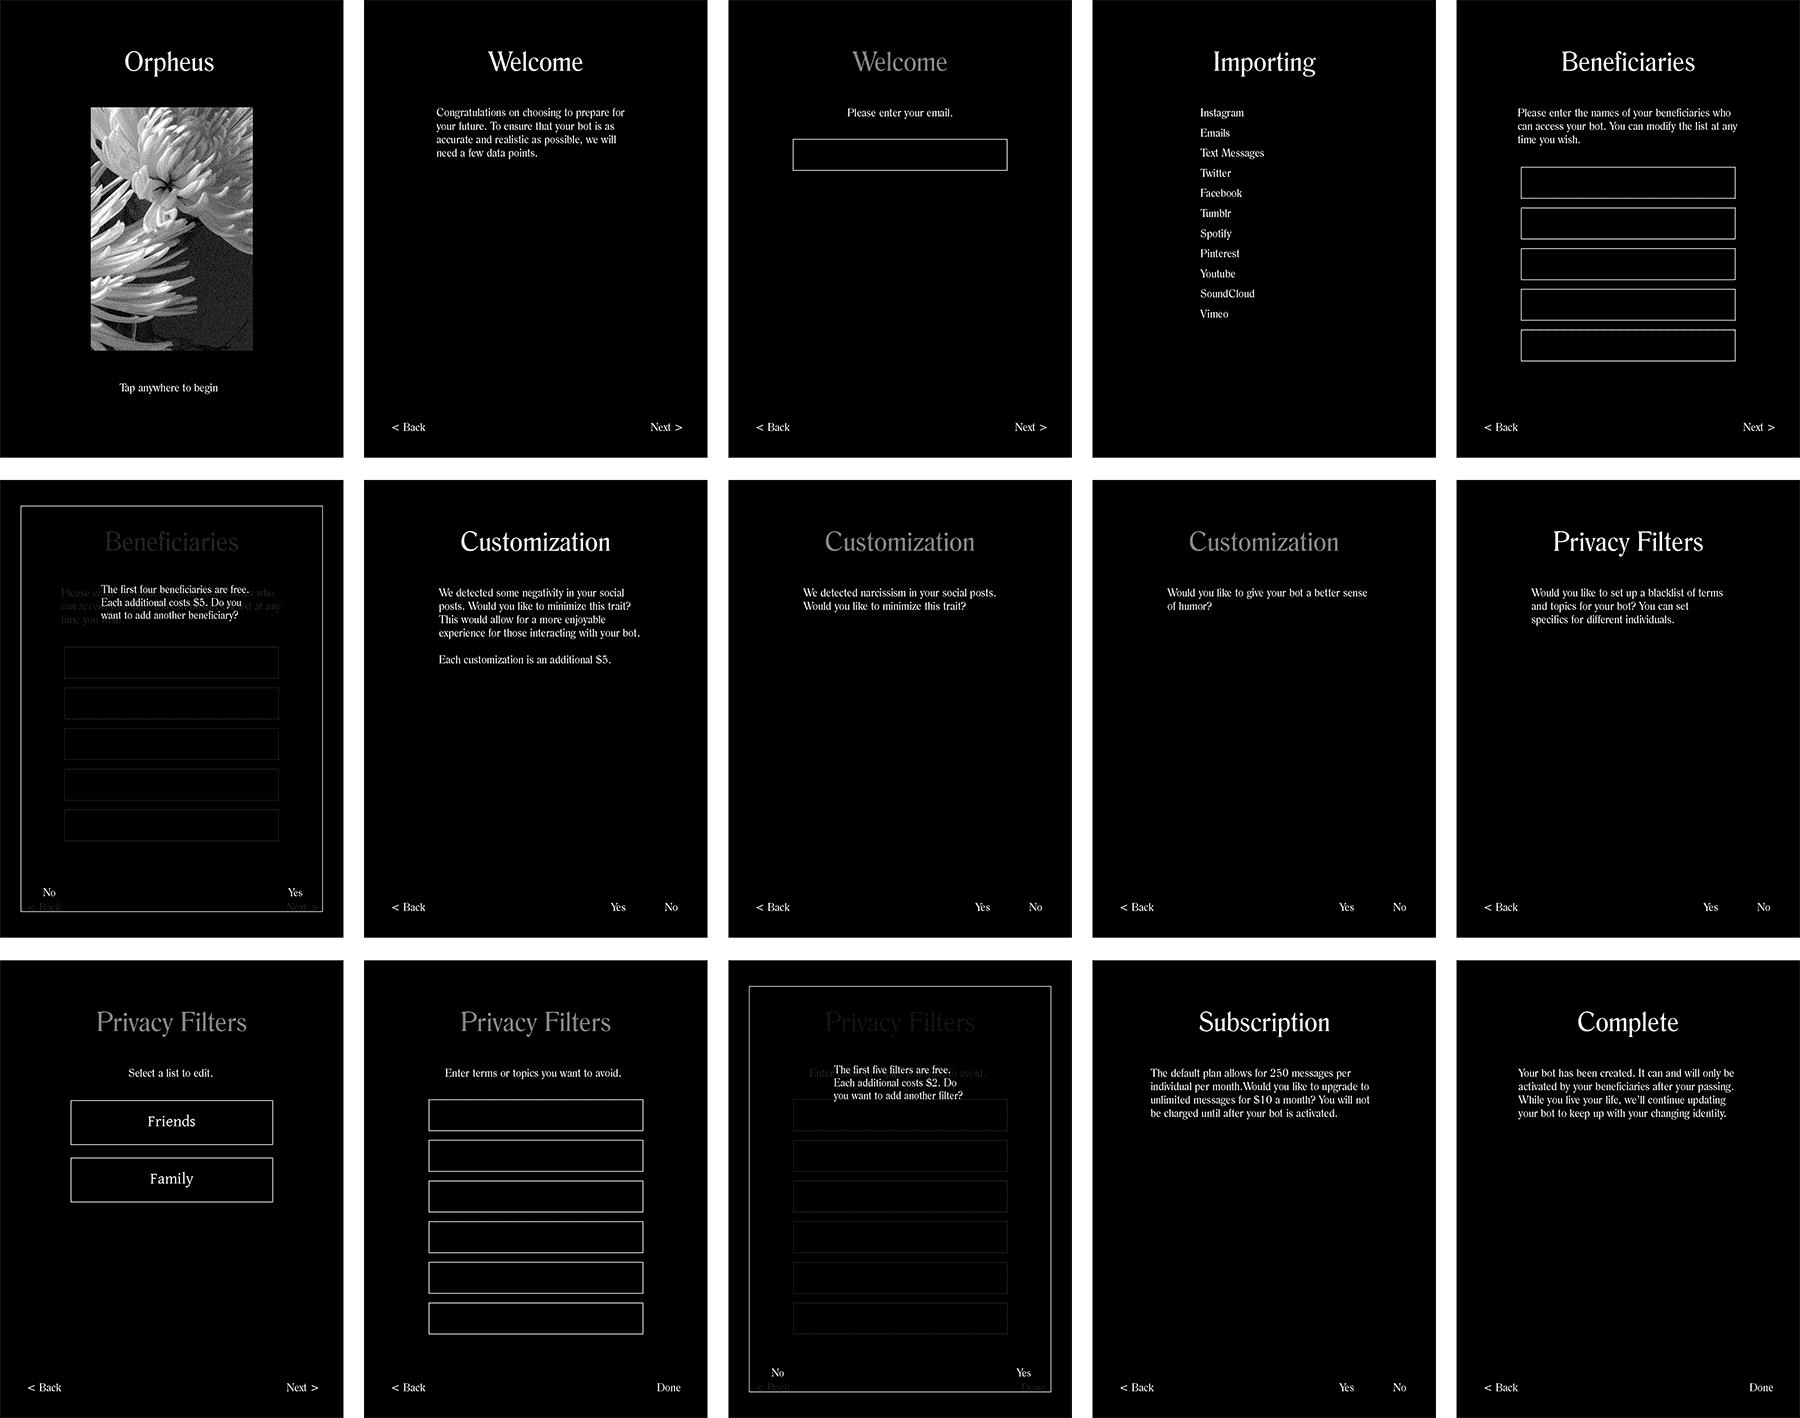 Orpheus
Tap anywhere to begin
Welcome
Congratulations on choosing to prepare for
your future. To ensure that your bot is as
accurate and realistic as possible, we will
need a few data points.
< Back
Next >
Welcome
Please enter your email.
< Back
Next >
Importing
Instagram
Emails
Text Messages
Twitter
Facebook
Tumblr
Spotify
Pinterest
Youtube
SoundCloud
Vimeo
Beneficiaries
Please enter the names of your beneficiaries who
can access your bot. You can modify the list at any
time you wish.
< Back
Next >
Beneficiaries
The first four beneficiaries are free.
Each additional costs $5. Do you
want to add another beneficiary?
Please who
can access st at any
time you
No
Yes
< Back
Next >
Customization
We detected some negativity in your social
posts. Would you like to minimize this trait?
This would allow for a more enjoyable
experience for those interacting with your bot.
Each customization is an additional $5.
< Back
Yes
No
Customization
We detected narcissism in your social posts.
Would you like to minimize this trait?
< Back
Yes
No
Customization
Would you like to give your bot a better sense
of humor?
< Back
Yes
No
Privacy Filters
Would you like to set up a blacklist of terms
and topics for your bot? You can set
specifics for different individuals.
< Back
Yes
No
Privacy Filters
Select a list to edit.
Friends
Family
< Back
Next >
Privacy Filters
Enter terms or topics you want to avoid.
< Back
Done
Privacy Filters
The first five filters are free.
Each additional costs $2. Do
you want to add another filter?
avoid.
No
Yes
< Back
Done
Subscription
The default plan allows for 250 messages per
individual per month.Would you like to upgrade to
unlimited messages for $10 a month? You will not
be charged until after your bot is activated.
< Back
Yes
No
Complete
Your bot has been created. It can and will only be
activated by your beneficiaries after your passing.
While you live your life, we'll continue updating
your bot to keep up with your changing identity.
< Back
Done